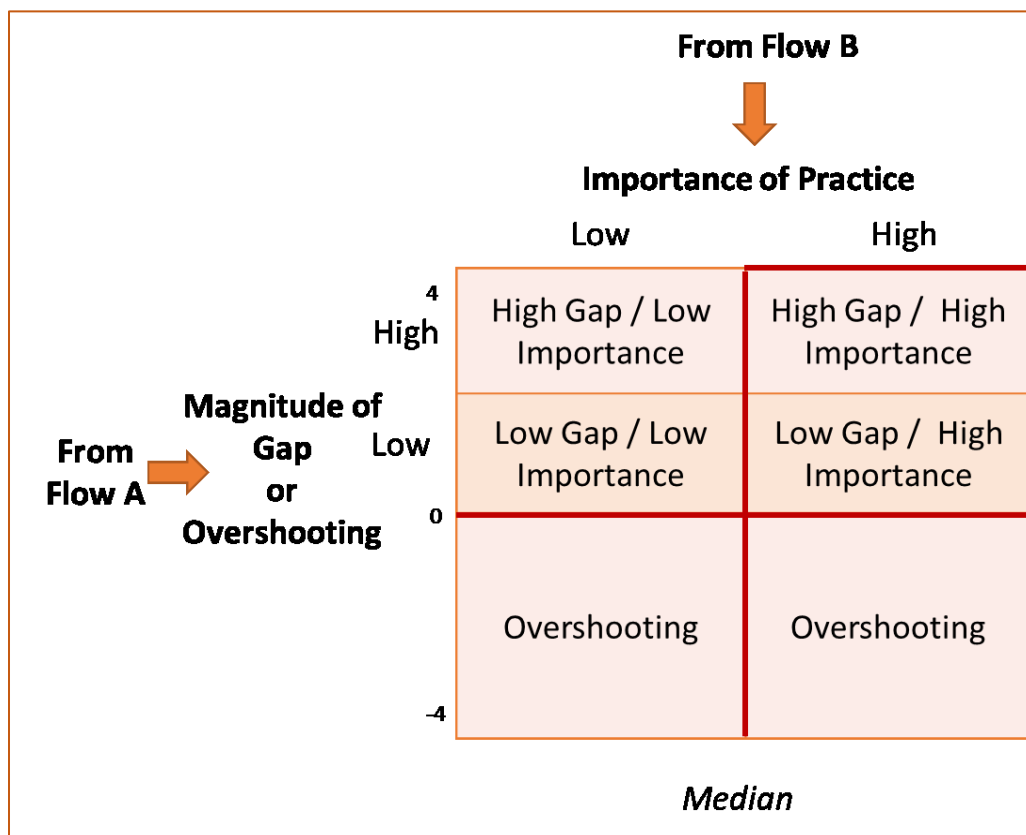 From Flow B
Importance of Practice
Low
High
4
High
High Gap / Low
Importance
High Gap / High
Importance
Magnitude of
Gap
or
Overshooting
Low
From
Flow A
Low Gap / Low
Importance
Low Gap / High
Importance
0
Overshooting
Overshooting
-4
Median